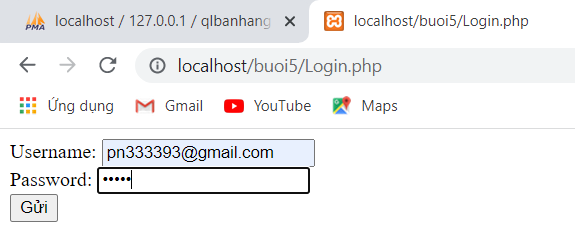 PMA localhost / 127.0.0.1 / qlbanhang
localhost/buoi5/Login.php
localhost/buoi5/Login.php
Ứng dụng Gmail YouTube Maps
Username: pn333393@gmail.com
Password: •••••
Gửi